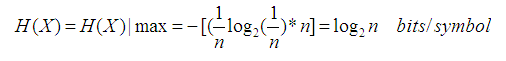 H(X) = H(X)| max = −[(1/n log₂(1/n)* n] = log₂ n bits/symbol